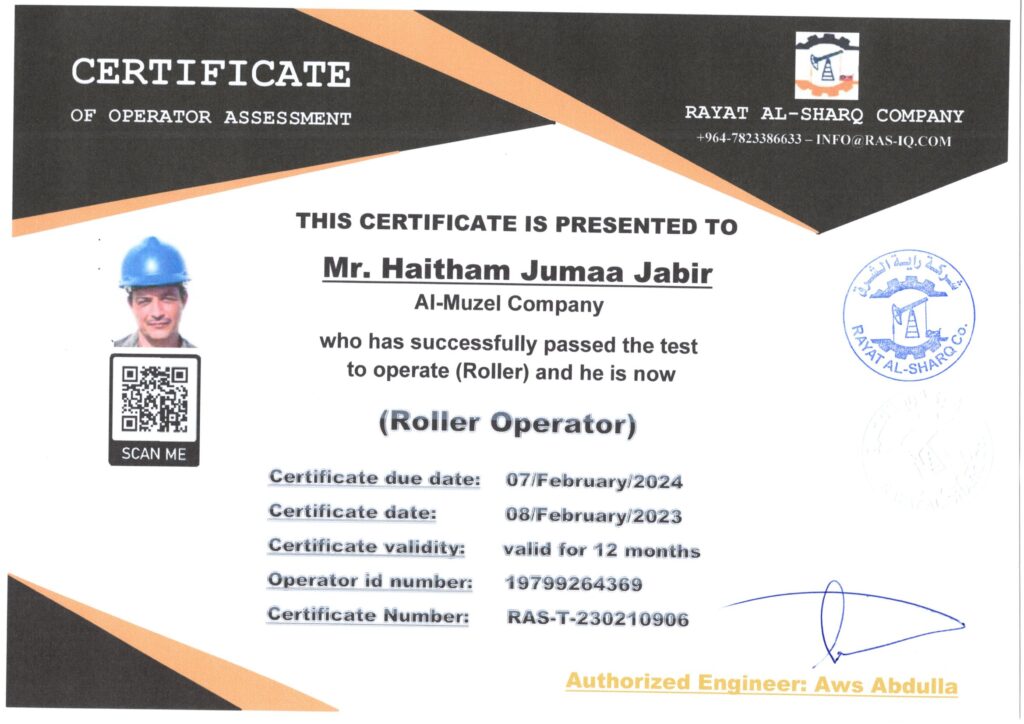 CERTIFICATE
OF OPERATOR ASSESSMENT
RAYAT AL-SHARQ COMPANY
+964-7823386633 – INFO@RAS-IQ.COM
THIS CERTIFICATE IS PRESENTED TO
Mr. Haitham Jumaa Jabir
Al-Muzel Company
who has successfully passed the test
to operate (Roller) and he is now
(Roller Operator)
شركة راية الشرق
RAYAT AL-SHARQ Co.
SCAN ME
Certificate due date: 07/February/2024
Certificate date: 08/February/2023
Certificate validity: valid for 12 months
Operator id number: 19799264369
Certificate Number: RAS-T-230210906
Authorized Engineer: Aws Abdulla